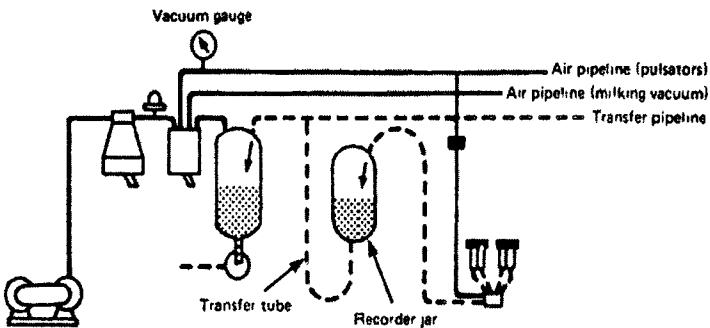 Vacuum gauge
Air pipeline (pulsators)
Air pipeline (milking vacuum)
Transfer pipeline
Transfer tube
Recorder jar